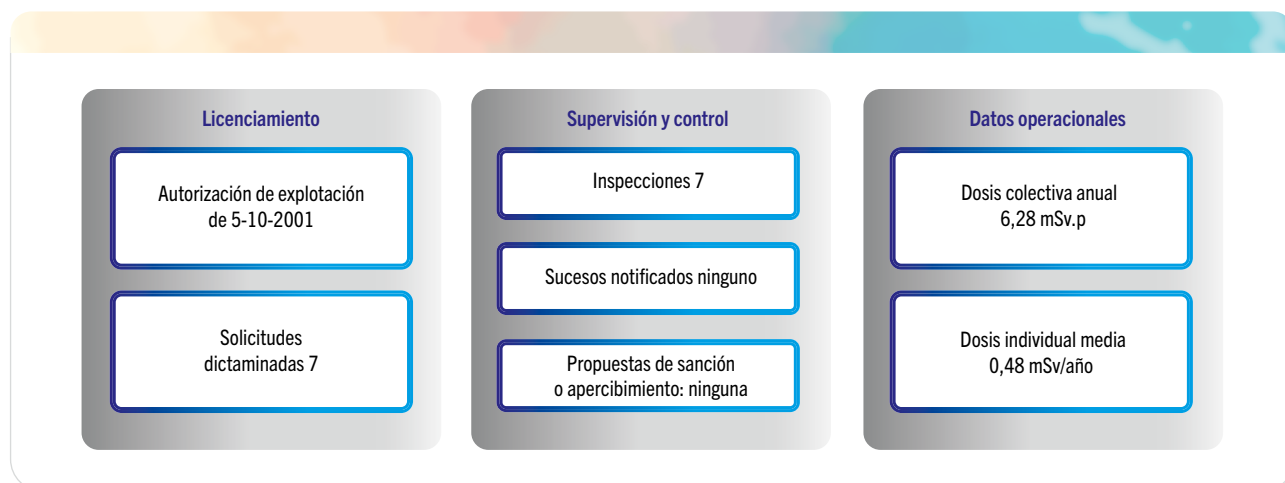 Licenciamiento
Autorización de explotación
de 5-10-2001
Solicitudes
dictaminadas 7
Supervisión y control
Inspecciones 7
Sucesos notificados ninguno
Propuestas de sanción
o apercibimiento: ninguna
Datos operacionales
Dosis colectiva anual
6,28 mSv.p
Dosis individual media
0,48 mSv/año